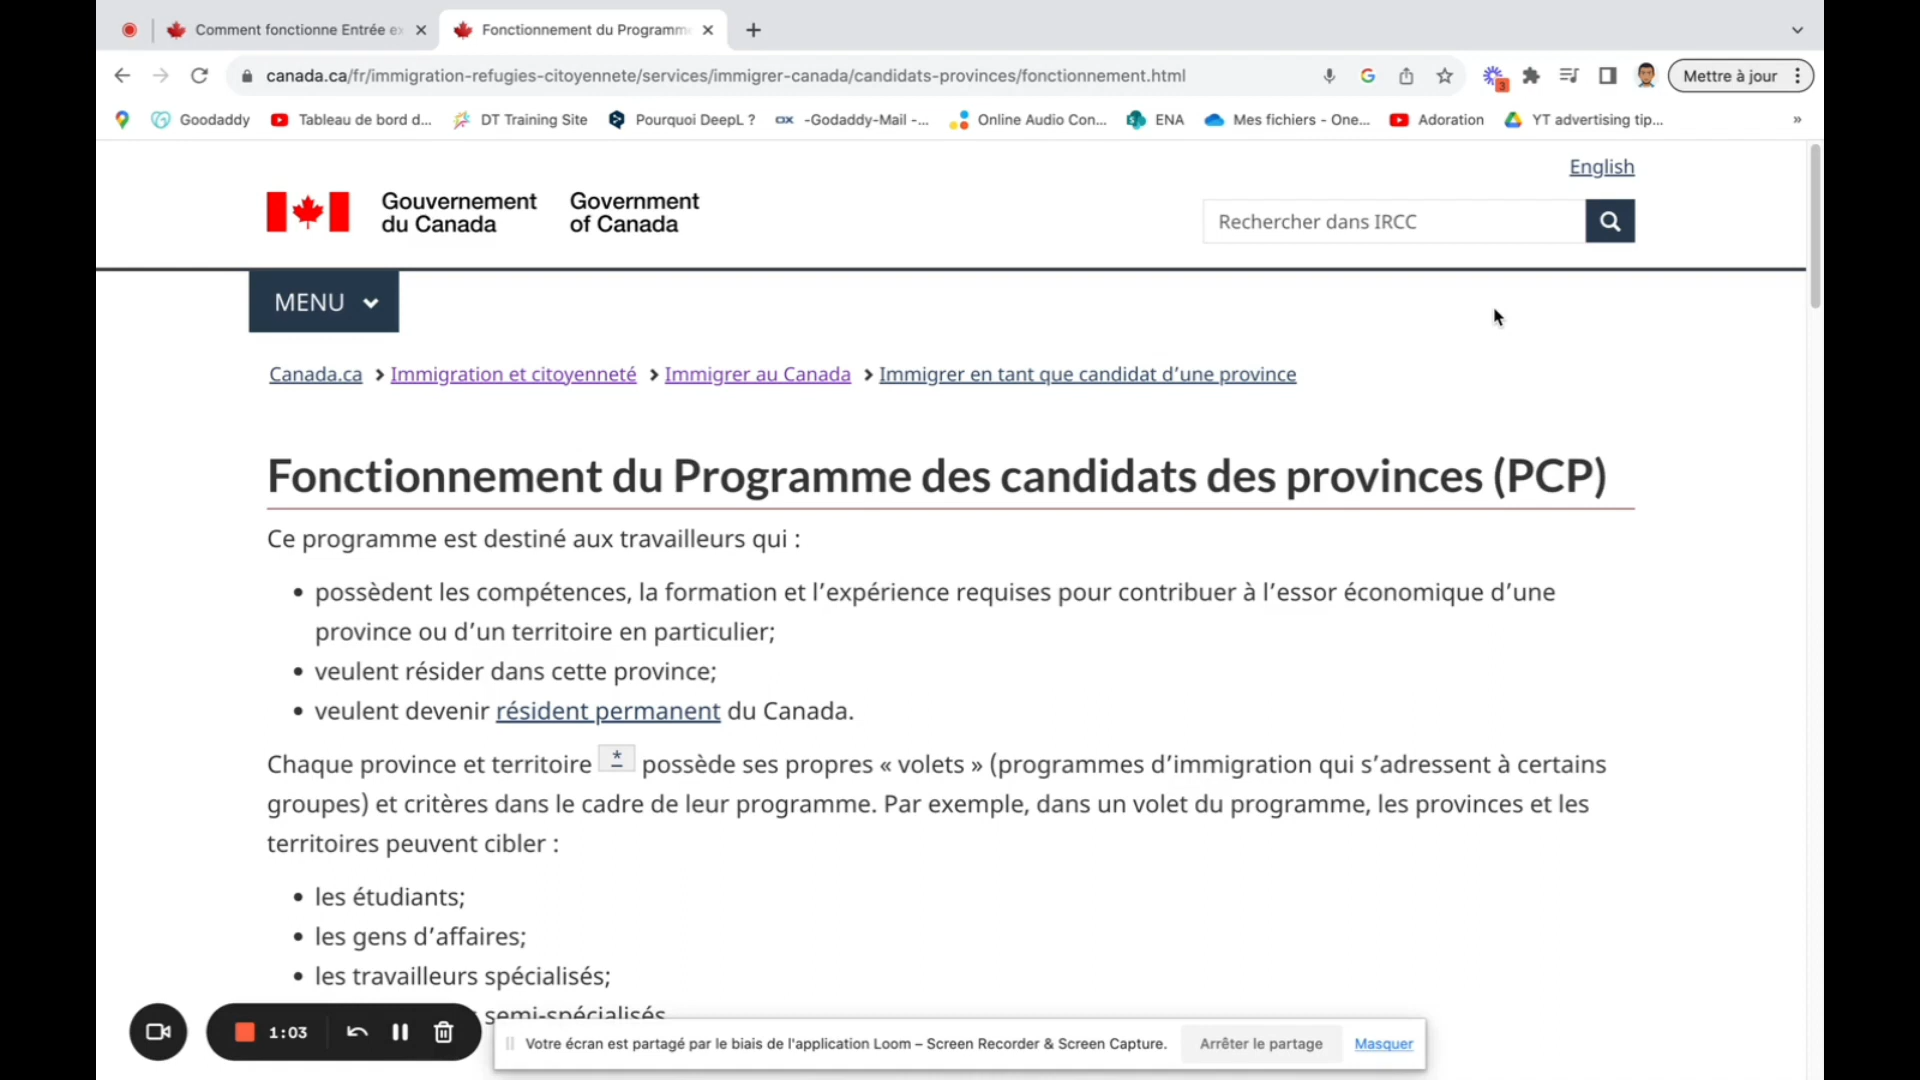 Comment fonctionne Entrée e
Fonctionnement du Programm
canada.ca/fr/immigration-refugies-citoyennete/services/immigrer-canada/candidats-provinces/fonctionnement.html
3
Mettre à jour
Goodaddy
Tableau de bord d...
DT Training Site
Pourquoi DeepL ?
-Godaddy-Mail -...
Online Audio Con...
ENA
Mes fichiers - One...
Adoration
YT advertising tip...
»
English
Gouvernement
du Canada
Government
of Canada
Rechercher dans IRCC
MENU
Canada.ca > Immigration et citoyenneté > Immigrer au Canada > Immigrer en tant que candidat d’une province
Fonctionnement du Programme des candidats des provinces (PCP)
Ce programme est destiné aux travailleurs qui :
• possèdent les compétences, la formation et l’expérience requises pour contribuer à l’essor économique d’une
province ou d’un territoire en particulier;
• veulent résider dans cette province;
• veulent devenir résident permanent du Canada.
Chaque province et territoire * possède ses propres « volets » (programmes d’immigration qui s’adressent à certains
groupes) et critères dans le cadre de leur programme. Par exemple, dans un volet du programme, les provinces et les
territoires peuvent cibler :
• les étudiants;
• les gens d’affaires;
• les travailleurs spécialisés;
semi-spécialisés
1:03
Votre écran est partagé par le biais de l'application Loom – Screen Recorder & Screen Capture.
Arrêter le partage
Masquer